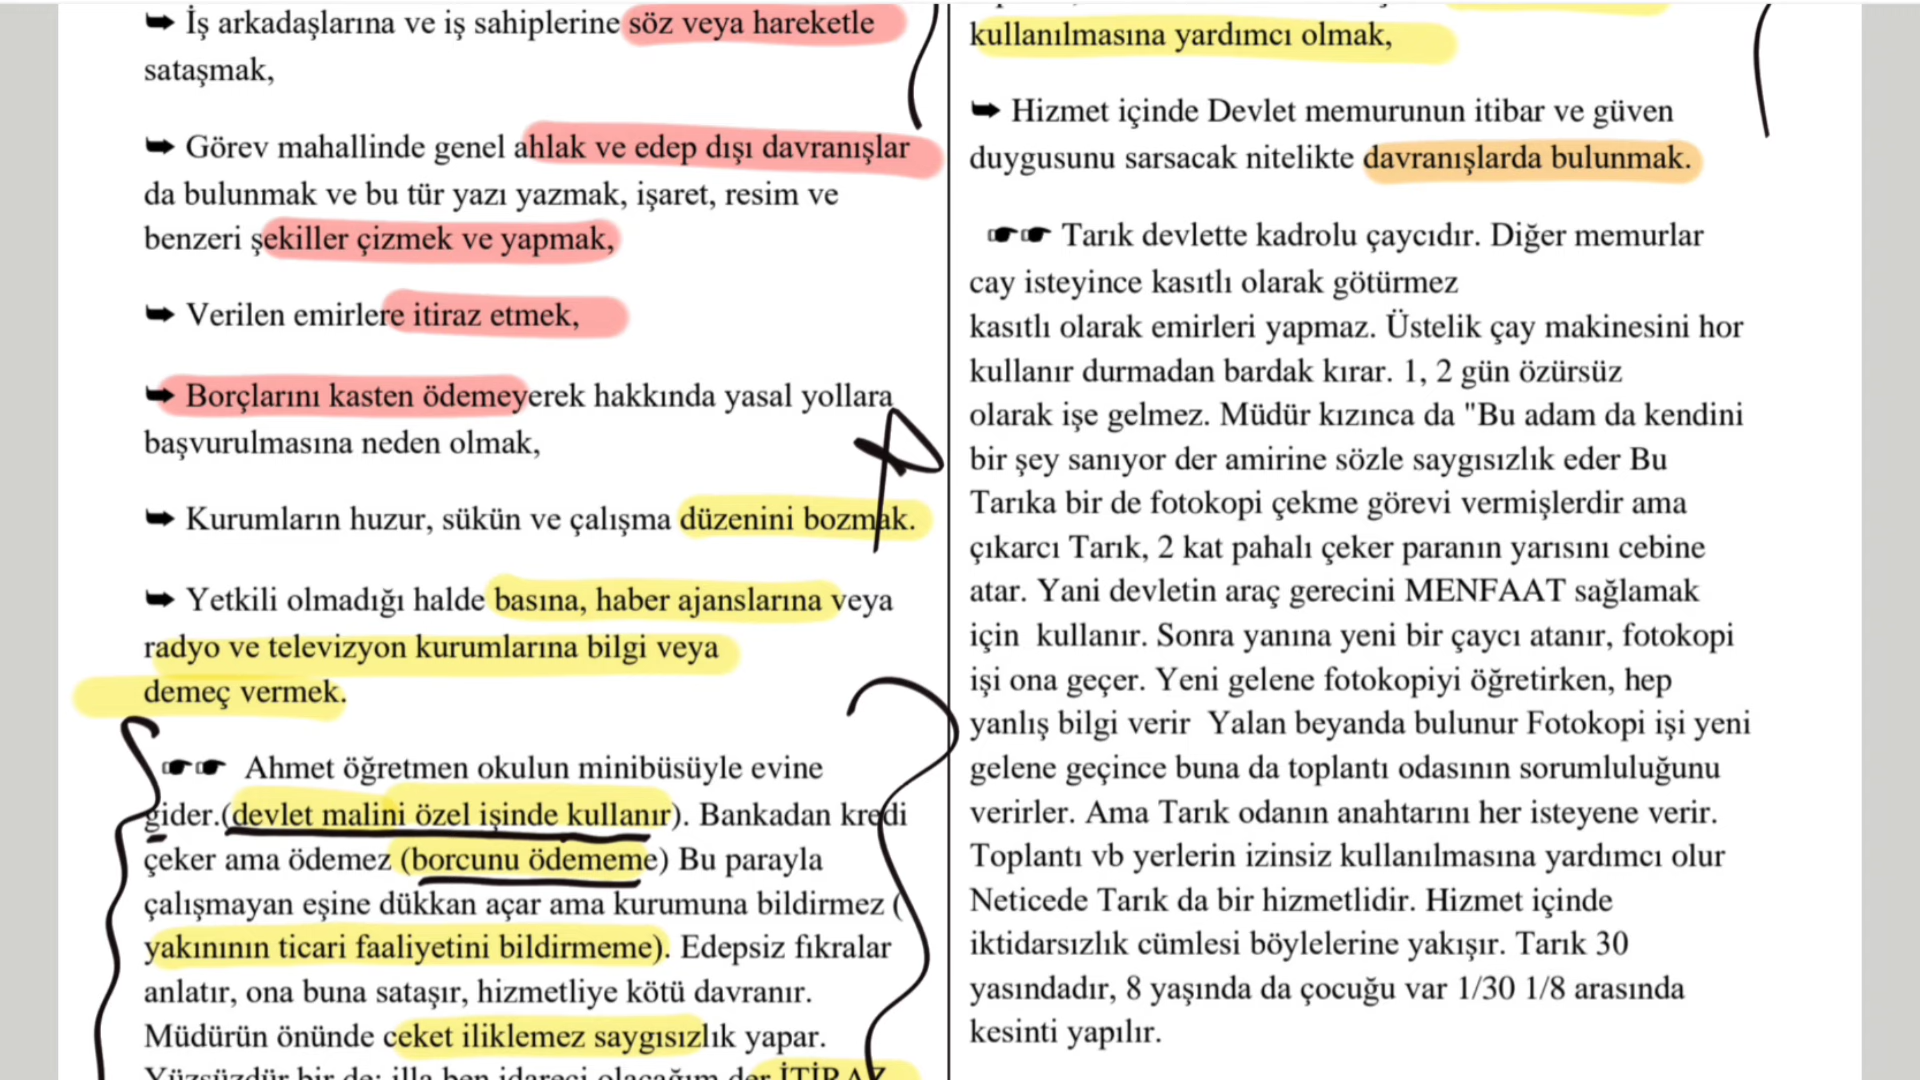 ➥ İş arkadaşlarına ve iş sahiplerine söz veya hareketle
sataşmak,
➥ Görev mahallinde genel ahlak ve edep dışı davranışlar
da bulunmak ve bu tür yazı yazmak, işaret, resim ve
benzeri şekiller çizmek ve yapmak,
➥ Verilen emirlere itiraz etmek,
➥ Borçlarını kasten ödemeyerek hakkında yasal yollara
başvurulmasına neden olmak,
➥ Kurumların huzur, sükün ve çalışma düzenini bozmak.
➥ Yetkili olmadığı halde basına, haber ajanslarına veya
radyo ve televizyon kurumlarına bilgi veya
demeç vermek.
☛☛ Ahmet öğretmen okulun minibüsüyle evine
gider.(devlet malini özel işinde kullanır). Bankadan kredi
çeker ama ödemez (borcunu ödememe) Bu parayla
çalışmayan eşine dükkan açar ama kurumuna bildirmez (
yakınının ticari faaliyetini bildirmeme). Edepsiz fıkralar
anlatır, ona buna sataşır, hizmetliye kötü davranır.
Müdürün önünde ceket iliklemez saygısızlık yapar.
Yüzsüzdür bir de; illa ben idareci olacağım der İTİRAZ
kullanılmasına yardımcı olmak,
➥ Hizmet içinde Devlet memurunun itibar ve güven
duygusunu sarsacak nitelikte davranışlarda bulunmak.
☛☛ Tarık devlette kadrolu çaycıdır. Diğer memurlar
cay isteyince kasıtlı olarak götürmez
kasıtlı olarak emirleri yapmaz. Üstelik çay makinesini hor
kullanır durmadan bardak kırar. 1, 2 gün özürsüz
olarak işe gelmez. Müdür kızınca da "Bu adam da kendini
bir şey sanıyor der amirine sözle saygısızlık eder Bu
Tarıka bir de fotokopi çekme görevi vermişlerdir ama
çıkarcı Tarık, 2 kat pahalı çeker paranın yarısını cebine
atar. Yani devletin araç gerecini MENFAAT sağlamak
için kullanır. Sonra yanına yeni bir çaycı atanır, fotokopi
işi ona geçer. Yeni gelene fotokopiyi öğretirken, hep
yanlış bilgi verir Yalan beyanda bulunur Fotokopi işi yeni
gelene geçince buna da toplantı odasının sorumluluğunu
verirler. Ama Tarık odanın anahtarını her isteyene verir.
Toplantı vb yerlerin izinsiz kullanılmasına yardımcı olur
Neticede Tarık da bir hizmetlidir. Hizmet içinde
iktidarsızlık cümlesi böylelerine yakışır. Tarık 30
yasındadır, 8 yaşında da çocuğu var 1/30 1/8 arasında
kesinti yapılır.